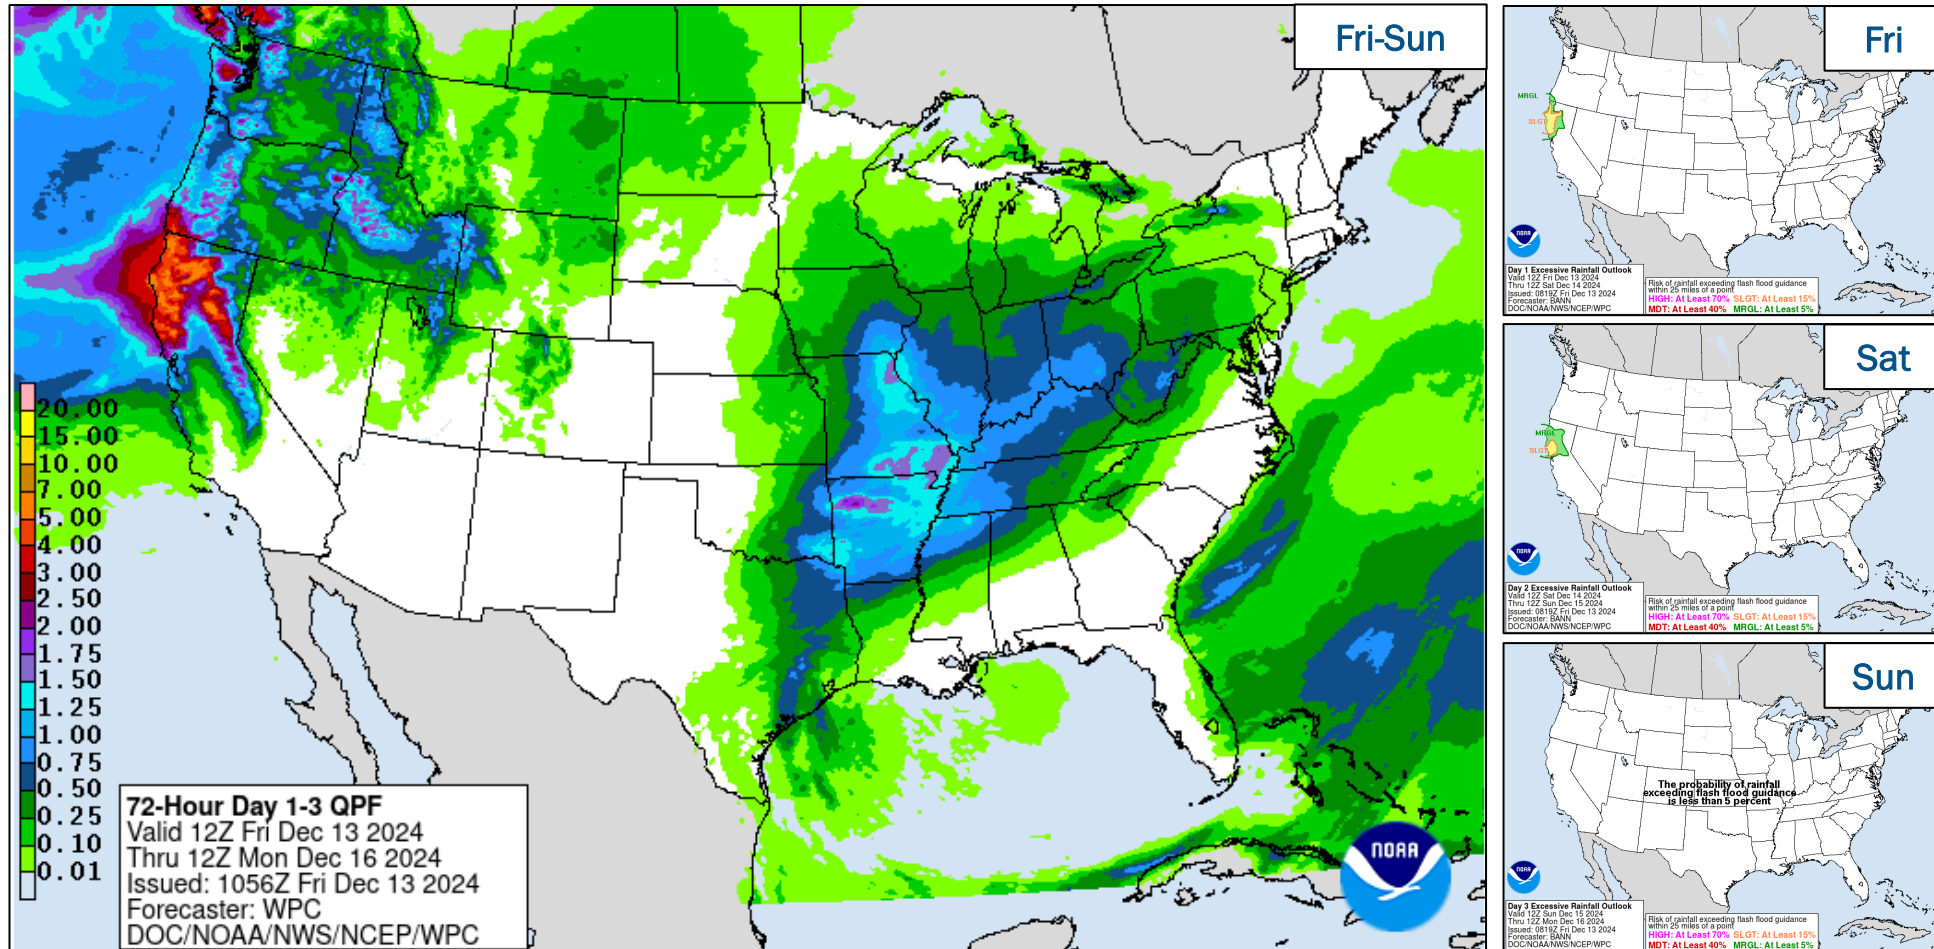 Fri-Sun
20.00
15.00
10.00
7.00
5.00
4.00
3.00
2.50
2.00
1.75
1.50
1.25
1.00
0.75
0.50
0.25
0.10
0.01
72-Hour Day 1-3 QPF
Valid 12Z Fri Dec 13 2024
Thru 12Z Mon Dec 16 2024
Issued: 1056Z Fri Dec 13 2024
Forecaster: WPC
DOC/NOAA/NWS/NCEP/WPC
NOAA
Fri
MRGL
SLGT
NOAA
Day 1 Excessive Rainfall Outlook
Valid 12Z Fri Dec 13 2024
Thru 12Z Sat Dec 14 2024
Issued: 0819Z Fri Dec 13 2024
Forecaster: BANN
DOC/NOAA/NWS/NCEP/WPC
Risk of rainfall exceeding flash flood guidance
within 25 miles of a point
HIGH: At Least 70% SLGT: At Least 15%
MDT: At Least 40% MRGL: At Least 5%
Sat
MRGL
SLGT
NOAA
Day 2 Excessive Rainfall Outlook
Valid 12Z Sat Dec 14 2024
Thru 12Z Sun Dec 15 2024
Issued: 0819Z Fri Dec 13 2024
Forecaster: BANN
DOC/NOAA/NWS/NCEP/WPC
Risk of rainfall exceeding flash flood guidance
within 25 miles of a point
HIGH: At Least 70% SLGT: At Least 15%
MDT: At Least 40% MRGL: At Least 5%
Sun
The probability of rainfall
exceeding flash flood guidance
is less than 5 percent
NOAA
Day 3 Excessive Rainfall Outlook
Valid 12Z Sun Dec 15 2024
Thru 12Z Mon Dec 16 2024
Issued: 0819Z Fri Dec 13 2024
Forecaster: BANN
DOC/NOAA/NWS/NCEP/WPC
Risk of rainfall exceeding flash flood guidance
within 25 miles of a point
HIGH: At Least 70% SLGT: At Least 15%
MDT: At Least 40% MRGL: At Least 5%